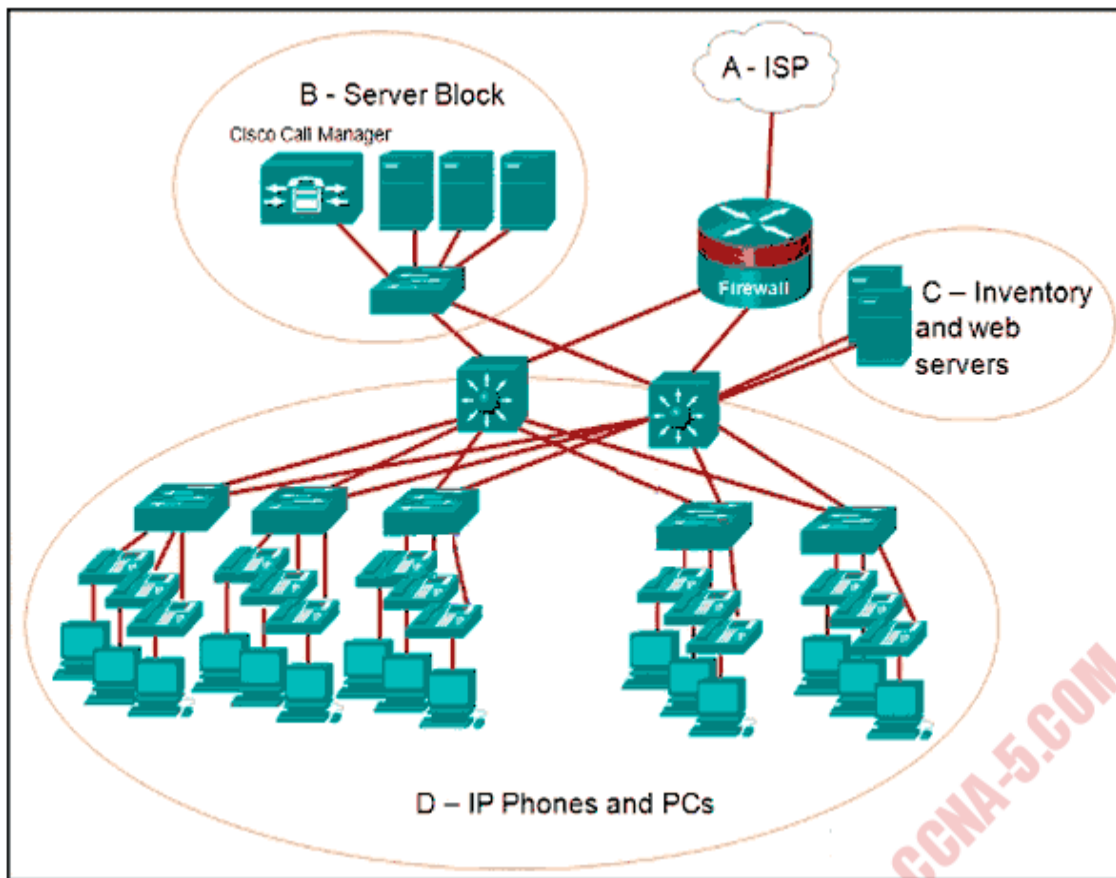 A - ISP
B - Server Block
Cisco Call Manager
Firewall
C – Inventory
and web
servers
D – IP Phones and PCs
CCNA-5.COM